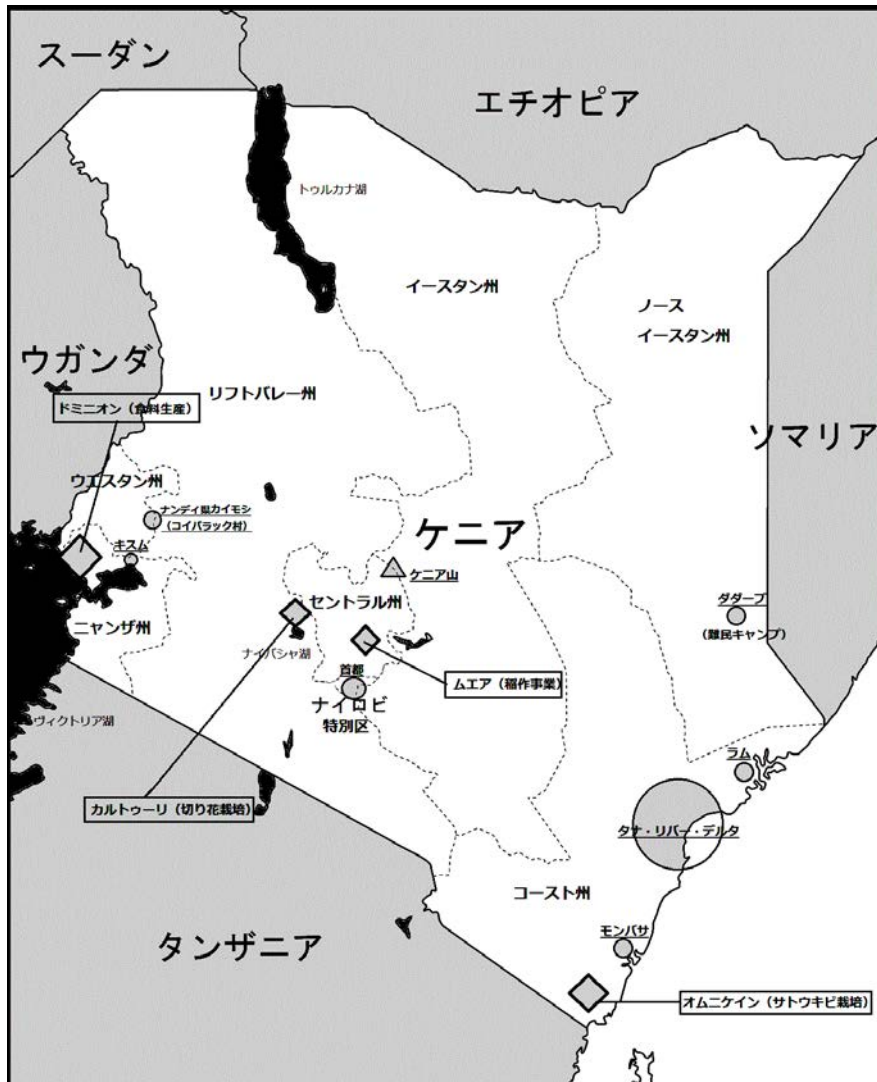 スーダン
エチオピア
トゥルカナ湖
イースタン州
ノース
イースタン州
ウガンダ
リフトバレー州
ドミニオン（食料生産）
ソマリア
ウエスタン州
ナンディ県カイモシ
（コイバラック村）
ケニア
キスム
ケニア山
セントラル州
ダダーブ
（難民キャンプ）
ニャンザ州
ナイバシャ湖
首都
ムエア（稲作事業）
ナイロビ
特別区
ヴィクトリア湖
ラム
カルトゥーリ（切り花栽培）
タナ・リバー・デルタ
コースト州
モンバサ
タンザニア
オムニケイン（サトウキビ栽培）